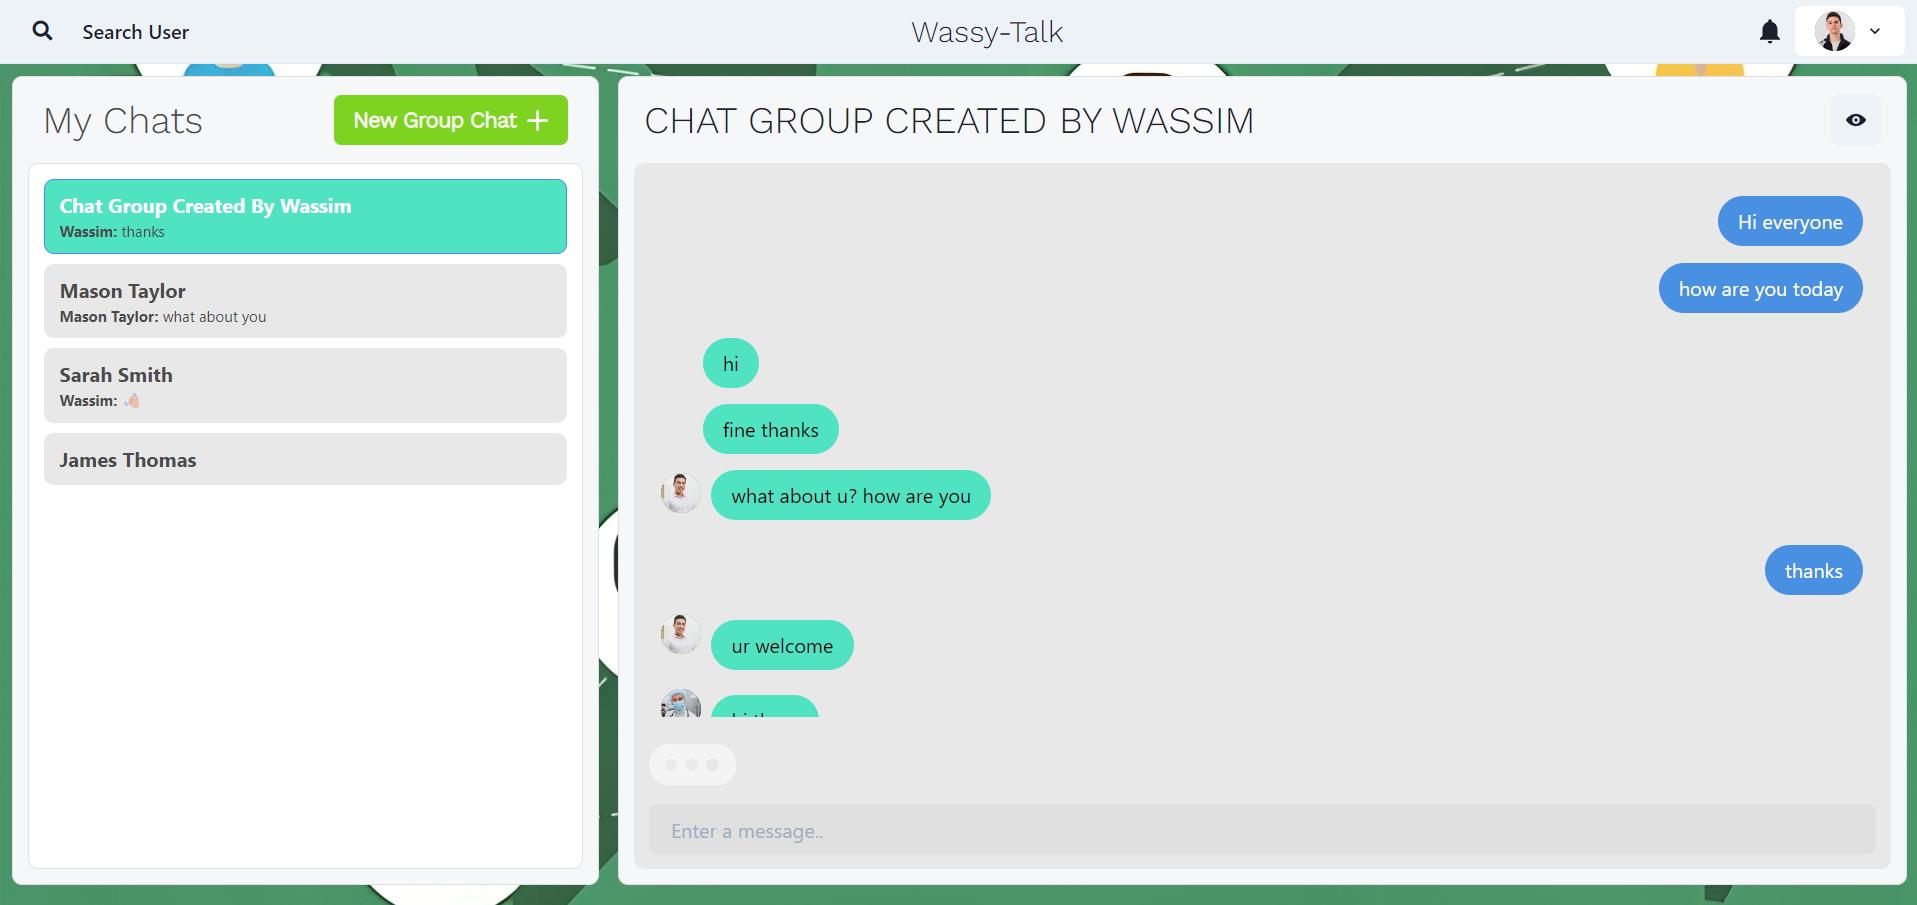 Search User
Wassy-Talk
My Chats
New Group Chat +
Chat Group Created By Wassim
Wassim: thanks
Mason Taylor
Mason Taylor: what about you
Sarah Smith
Wassim: 👏🏻
James Thomas
CHAT GROUP CREATED BY WASSIM
Hi everyone
how are you today
hi
fine thanks
what about u? how are you
thanks
ur welcome
Enter a message..